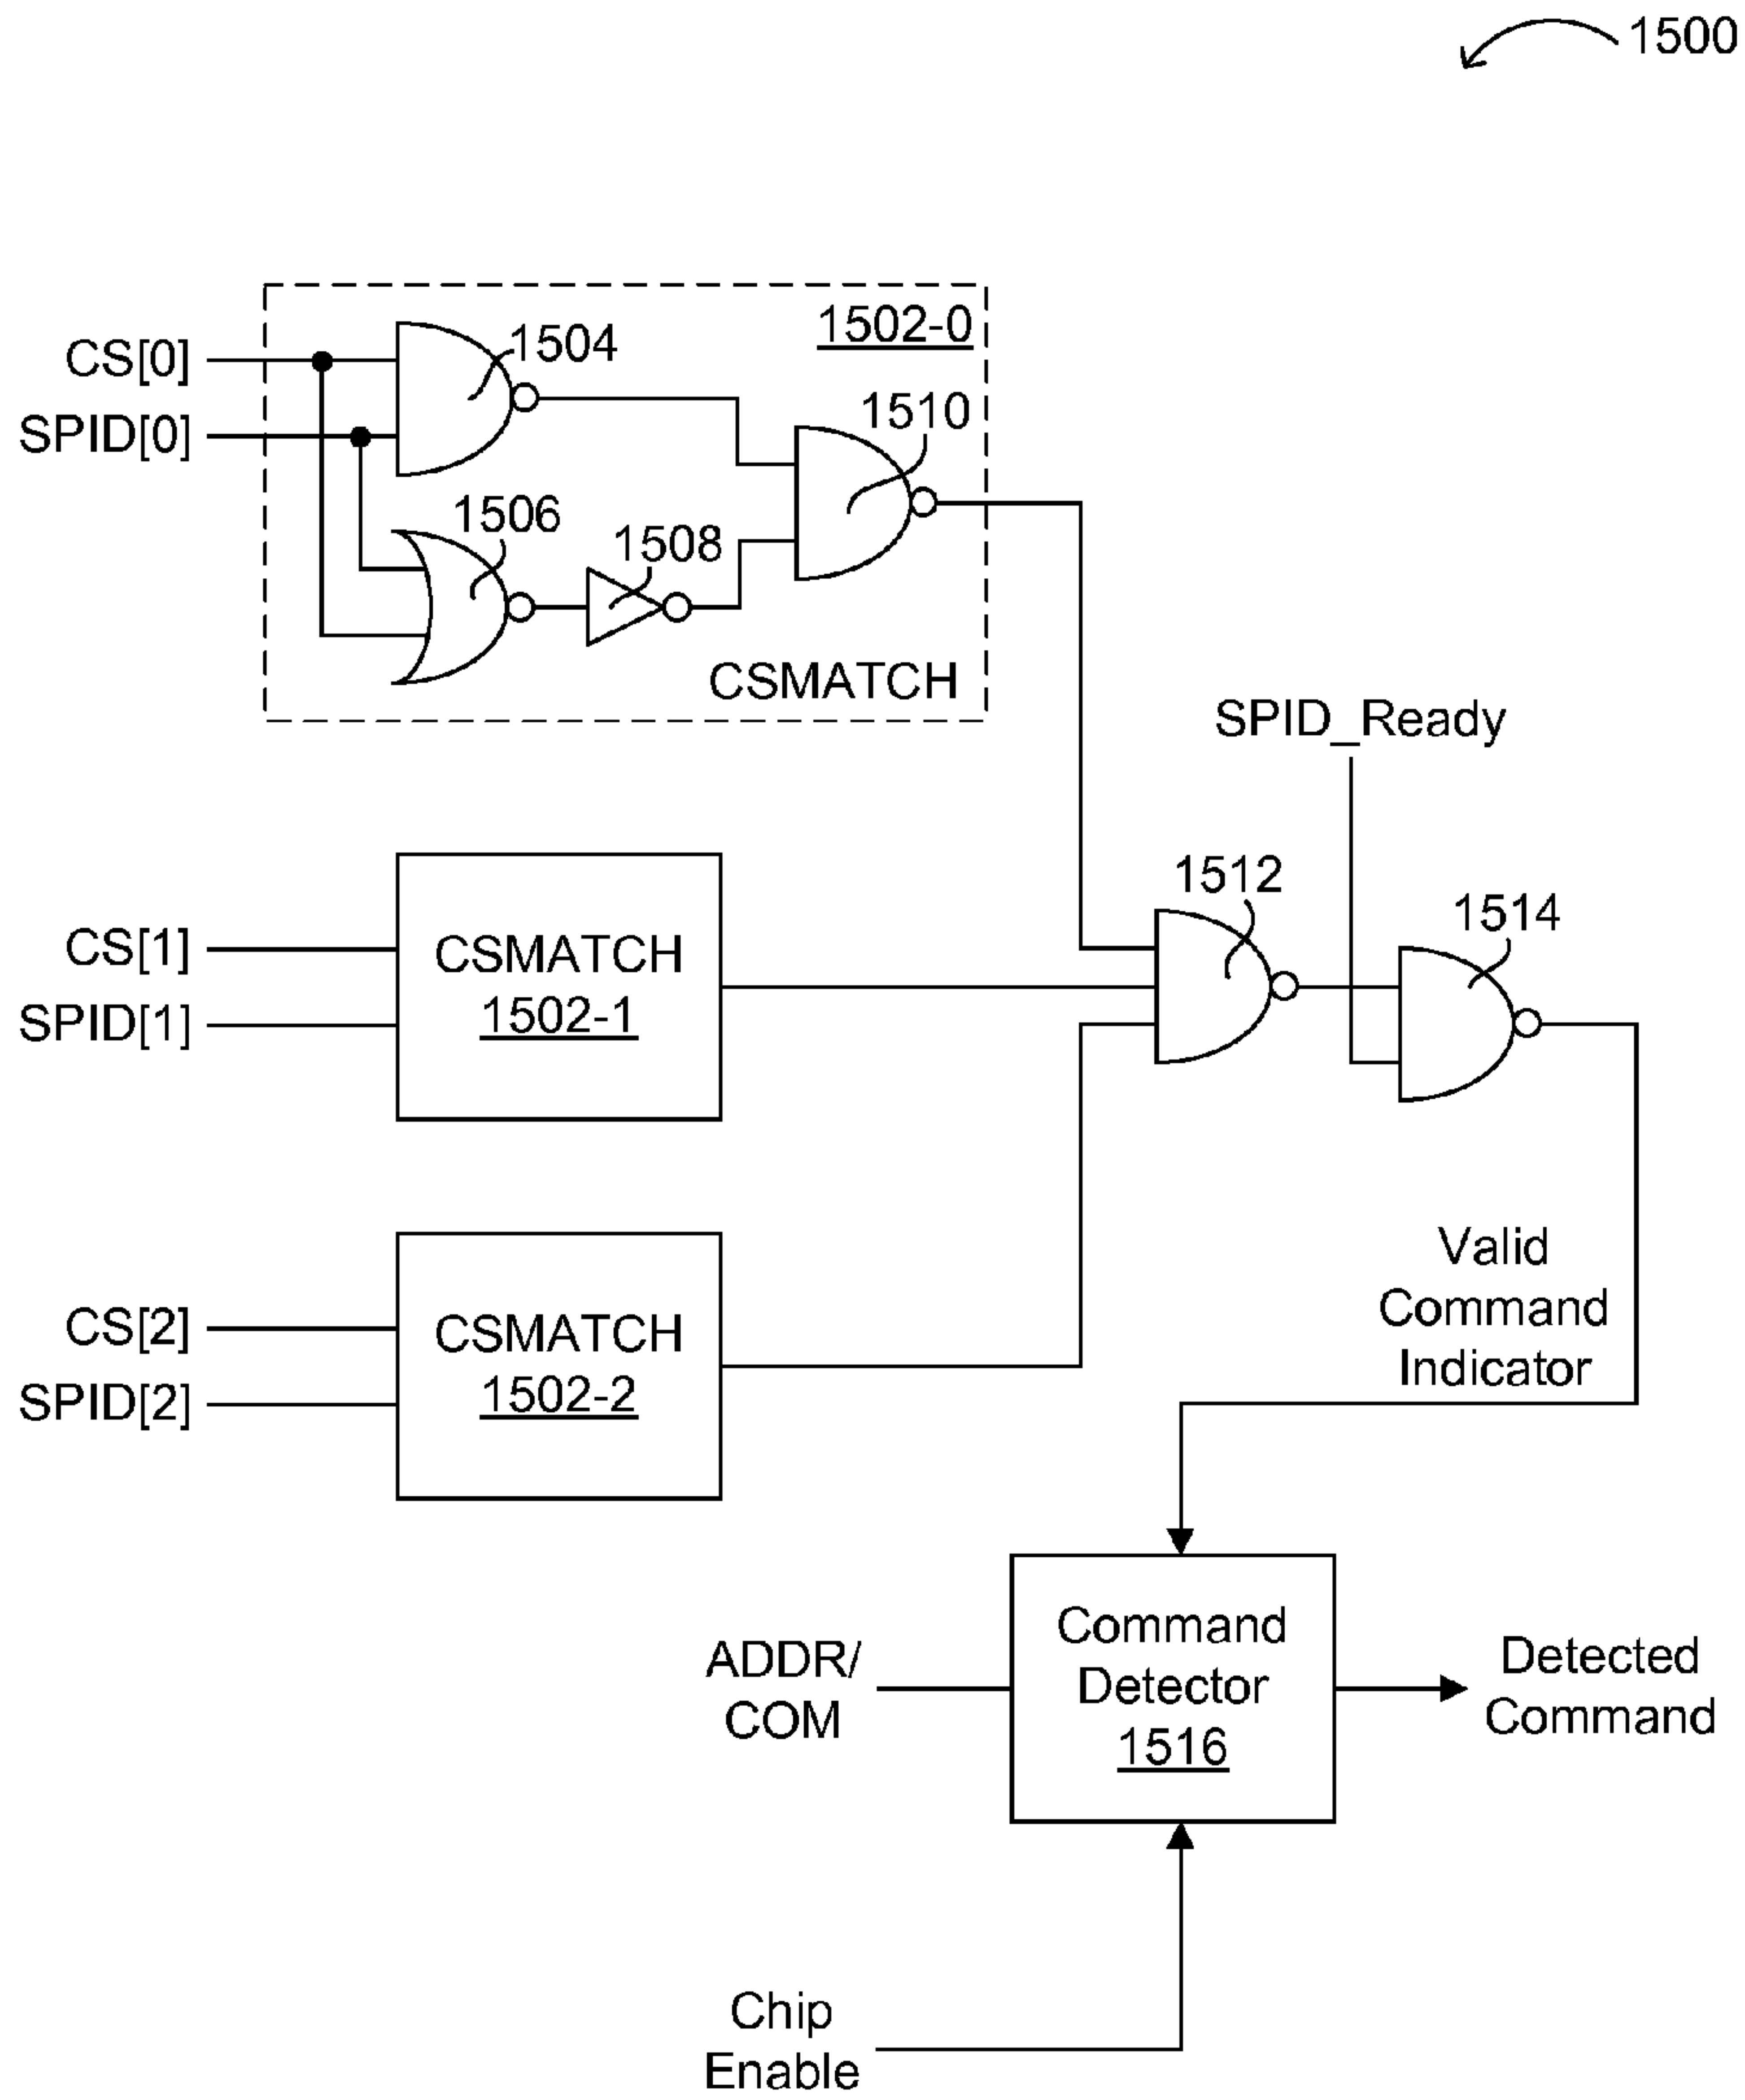 1500
1502-0
CS[0]
1504
SPID[0]
1510
1506
1508
CSMATCH
SPID_Ready
1512
1514
CS[1]
CSMATCH
SPID[1]
1502-1
Valid
Command
Indicator
CS[2]
CSMATCH
SPID[2]
1502-2
ADDR/
COM
Command
Detector
1516
Detected
Command
Chip
Enable